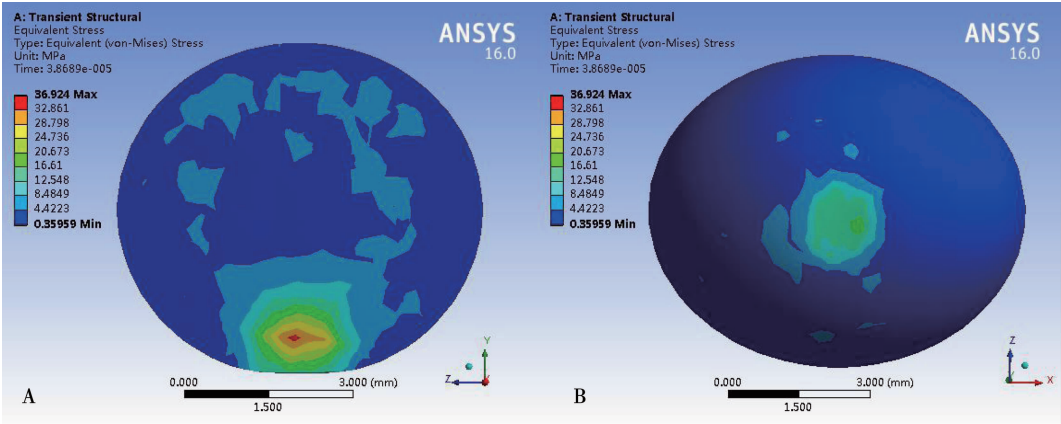 A: Transient Structural
Equivalent Stress
Type: Equivalent (von-Mises) Stress
Unit: MPa
Time: 3.8689e-005
36.924 Max
32.861
28.798
24.736
20.673
16.61
12.548
8.4849
4.4223
0.35959 Min
ANSYS
16.0
Y
Z
X
0.000
3.000 (mm)
1.500
A
A: Transient Structural
Equivalent Stress
Type: Equivalent (von-Mises) Stress
Unit: MPa
Time: 3.8689e-005
36.924 Max
32.861
28.798
24.736
20.673
16.61
12.548
8.4849
4.4223
0.35959 Min
ANSYS
16.0
Z
X
0.000
3.000 (mm)
1.500
B